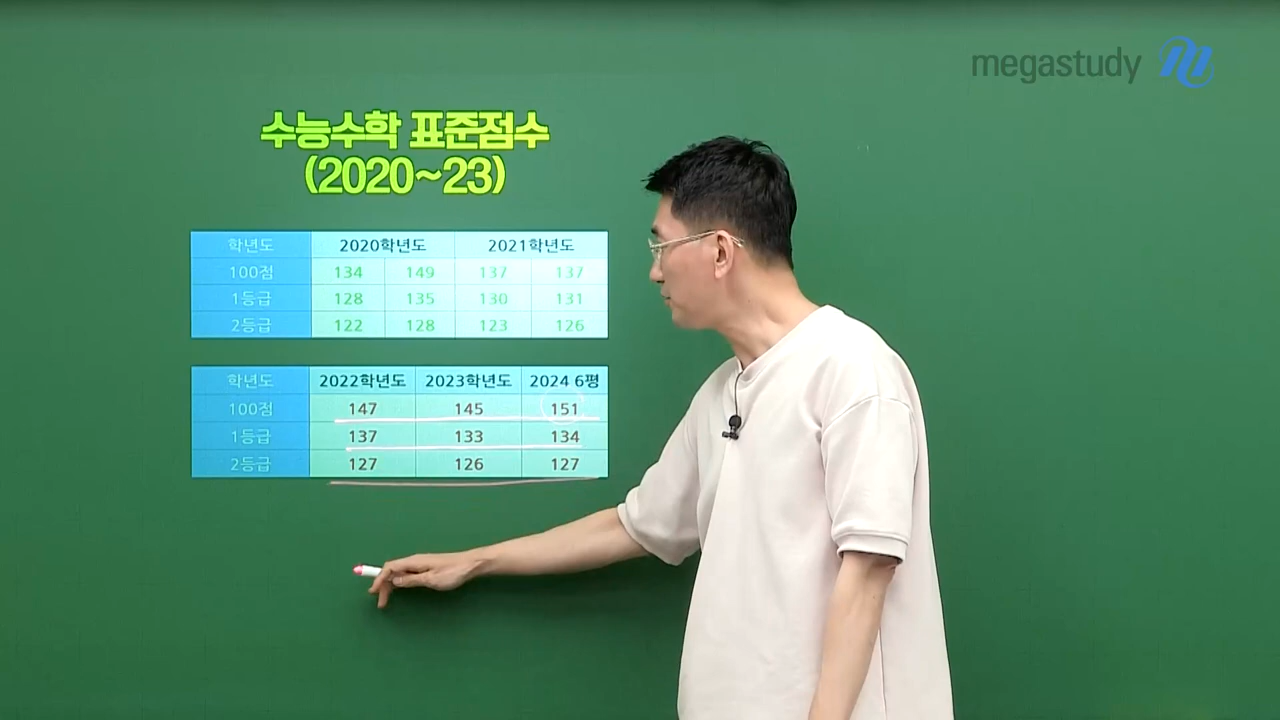 megastudy
수능수학 표준점수
(2020~23)
학년도 2020학년도 2021학년도
100점 134 149 137 137
1등급 128 135 130 131
2등급 122 128 123 126
학년도 2022학년도 2023학년도 2024 6평
100점 147 145 151
1등급 137 133 134
2등급 127 126 127